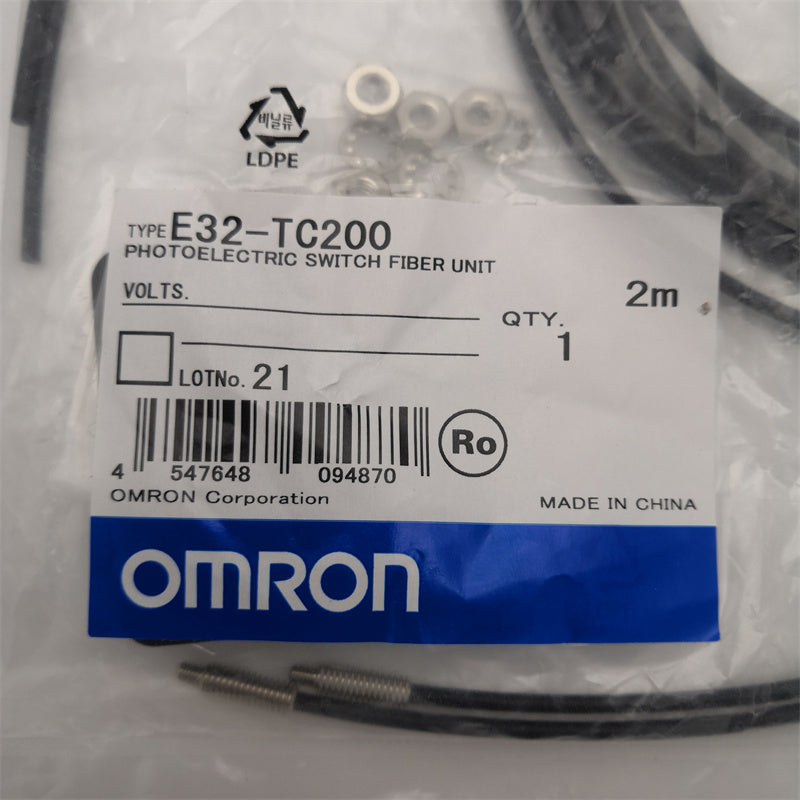 비닐류
LDPE
TYPE E32-TC200
PHOTOELECTRIC SWITCH FIBER UNIT
VOLTS.
2m
QTY.
1
LOTNo. 21
4 547648 094870
Ro
OMRON Corporation
MADE IN CHINA
OMRON